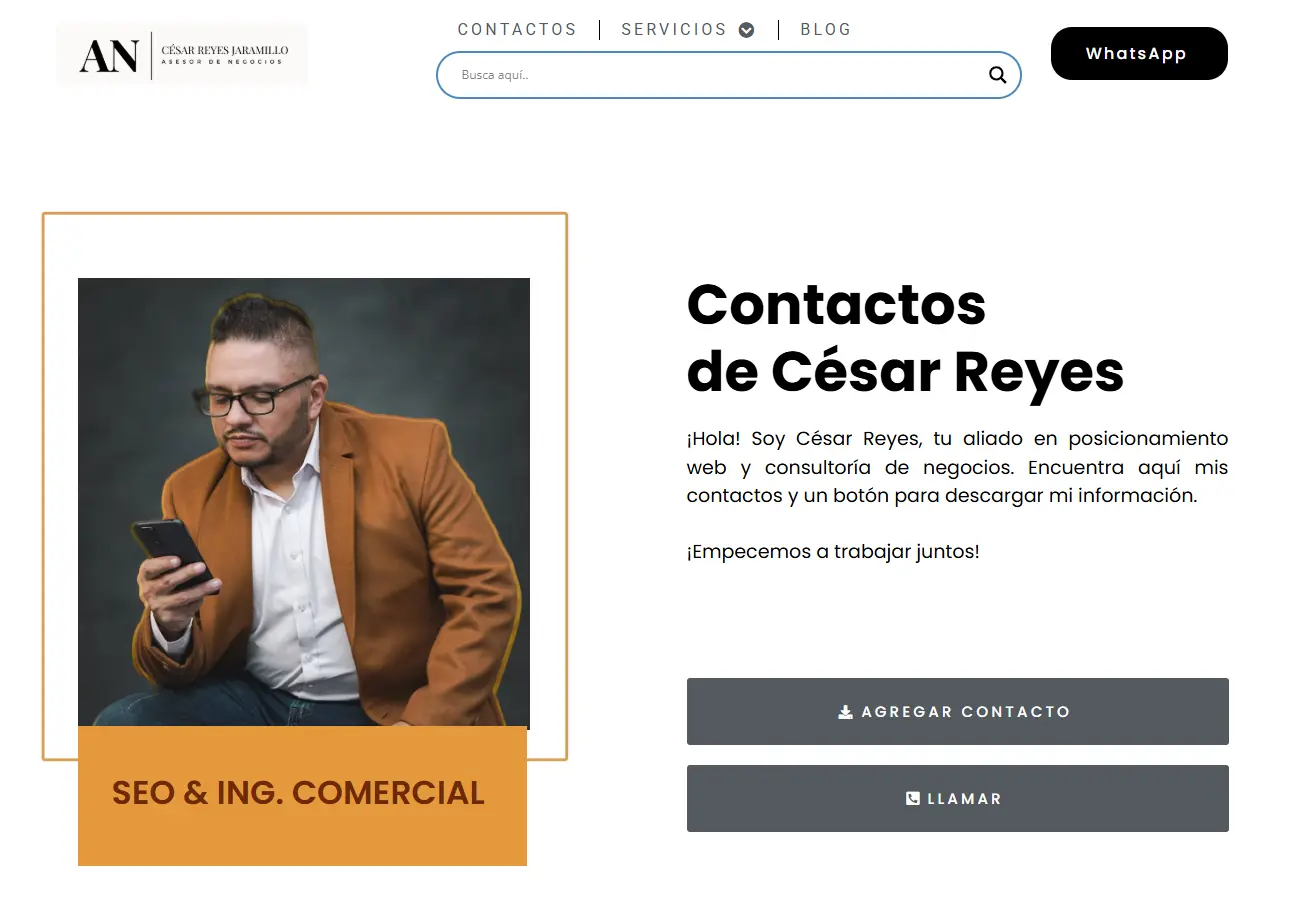 AN
CÉSAR REYES JARAMILLO
ASESOR DE NEGOCIOS
CONTACTOS
SERVICIOS
BLOG
Busca aquí..
WhatsApp
Contactos
de César Reyes
¡Hola! Soy César Reyes, tu aliado en posicionamiento
web y consultoría de negocios. Encuentra aquí mis
contactos y un botón para descargar mi información.
¡Empecemos a trabajar juntos!
AGREGAR CONTACTO
LLAMAR
SEO & ING. COMERCIAL